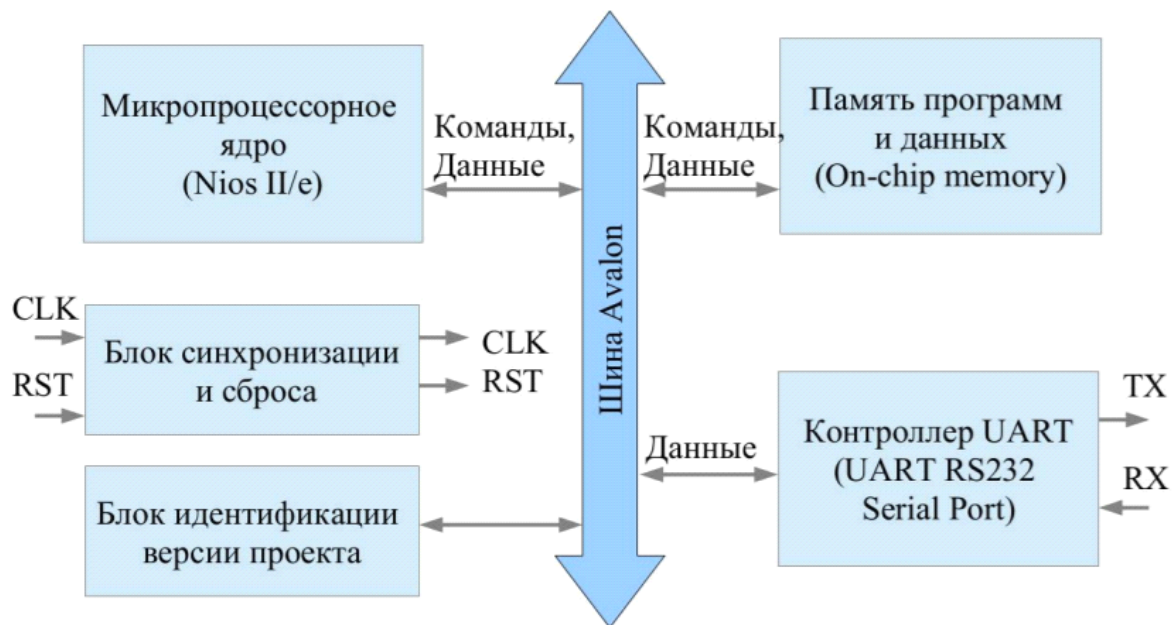 Микропроцессорное
ядро
(Nios II/e)
Команды,
Данные
Команды,
Данные
Память программ
и данных
(On-chip memory)
Шина Avalon
CLK
RST
Блок синхронизации
и сброса
CLK
RST
Данные
Контроллер UART
(UART RS232
Serial Port)
TX
RX
Блок идентификации
версии проекта